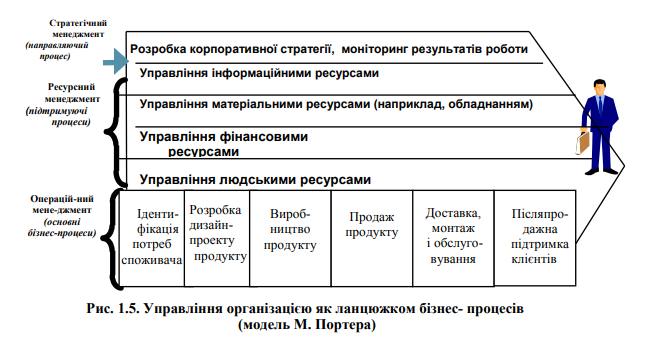 Стратегічний
менеджмент
(направляючий
процес)
Розробка корпоративної стратегії, моніторинг результатів роботи
Ресурсний
менеджмент
(підтримуючі
процеси)
Управління інформаційними ресурсами
Управління матеріальними ресурсами (наприклад, обладнанням)
Управління фінансовими
ресурсами
Управління людськими ресурсами
Операцій-ний
мене-джмент
(основні
бізнес-процеси)
Іденти-
фікація
потреб
споживача
Розробка
дизайн-
проекту
продукту
Вироб-
ництво
продукту
Продаж
продукту
Доставка,
монтаж
і обслуго-
вування
Післяпро-
дажна
підтримка
клієнтів
Рис. 1.5. Управління організацією як ланцюжком бізнес- процесів
(модель М. Портера)